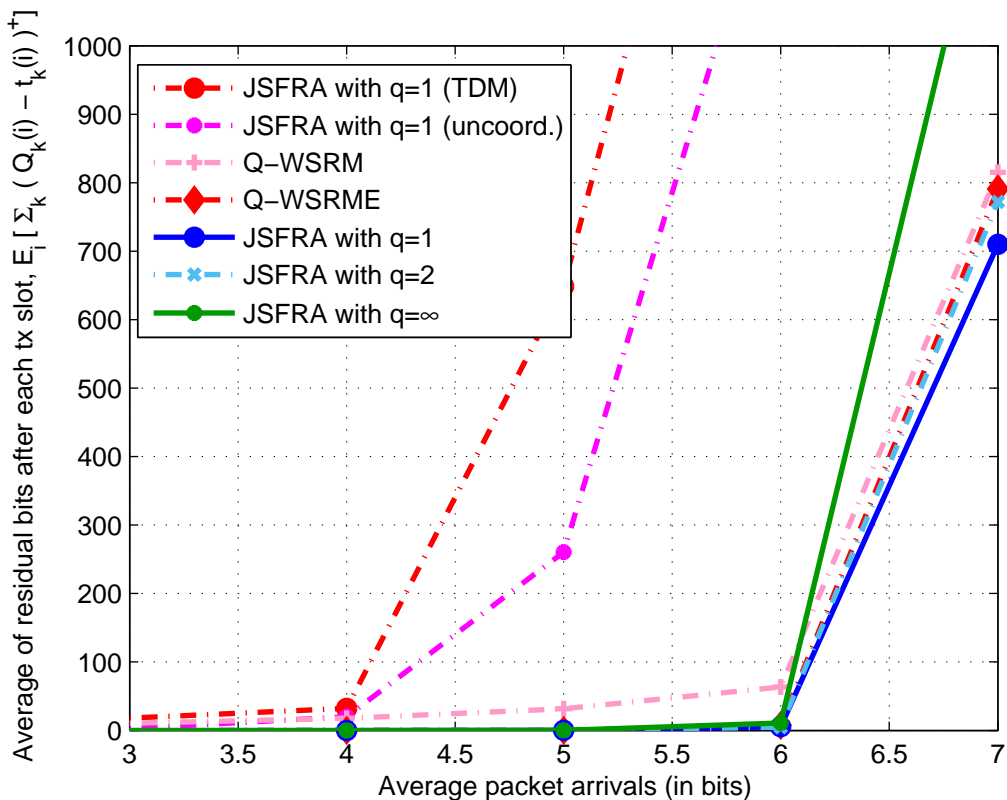 Average of residual bits after each tx slot, E_i [ Σ_k ( Q_k(i) − t_k(i) )^+]
1000
900
800
700
600
500
400
300
200
100
0
JSFRA with q=1 (TDM)
JSFRA with q=1 (uncoord.)
Q−WSRM
Q−WSRME
JSFRA with q=1
JSFRA with q=2
JSFRA with q=∞
3 3.5 4 4.5 5 5.5 6 6.5 7
Average packet arrivals (in bits)